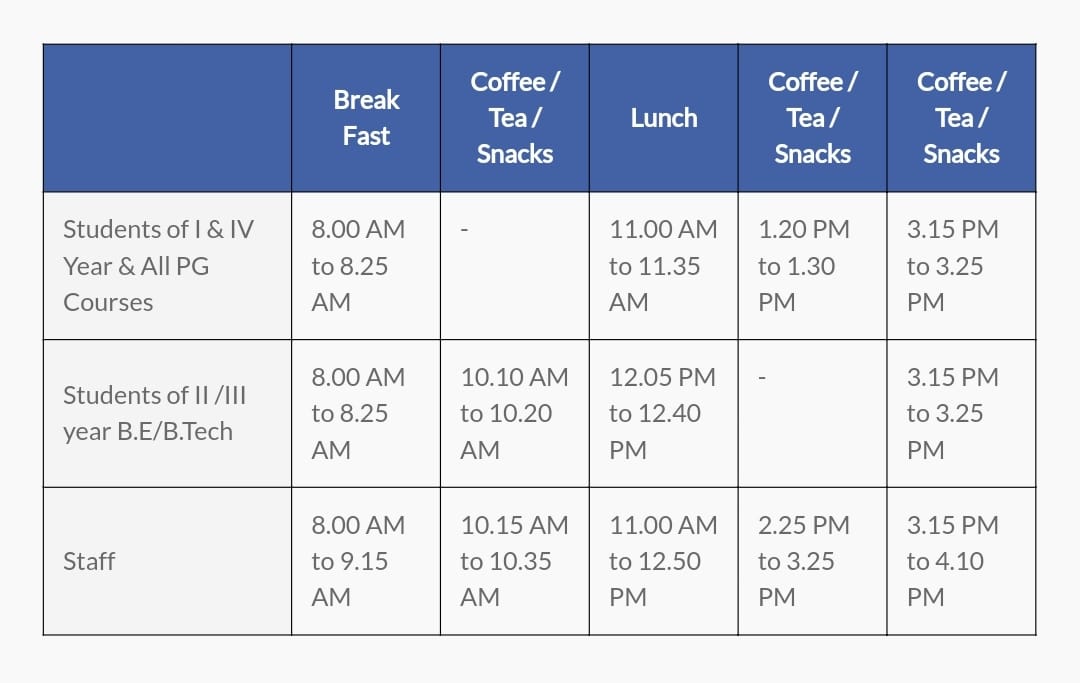 Break
Fast
Coffee /
Tea /
Snacks
Lunch
Coffee /
Tea /
Snacks
Coffee /
Tea /
Snacks
Students of I & IV
Year & All PG
Courses
8.00 AM
to 8.25
AM
-
11.00 AM
to 11.35
AM
1.20 PM
to 1.30
PM
3.15 PM
to 3.25
PM
Students of II /III
year B.E/B.Tech
8.00 AM
to 8.25
AM
10.10 AM
to 10.20
AM
12.05 PM
to 12.40
PM
-
3.15 PM
to 3.25
PM
Staff
8.00 AM
to 9.15
AM
10.15 AM
to 10.35
AM
11.00 AM
to 12.50
PM
2.25 PM
to 3.25
PM
3.15 PM
to 4.10
PM